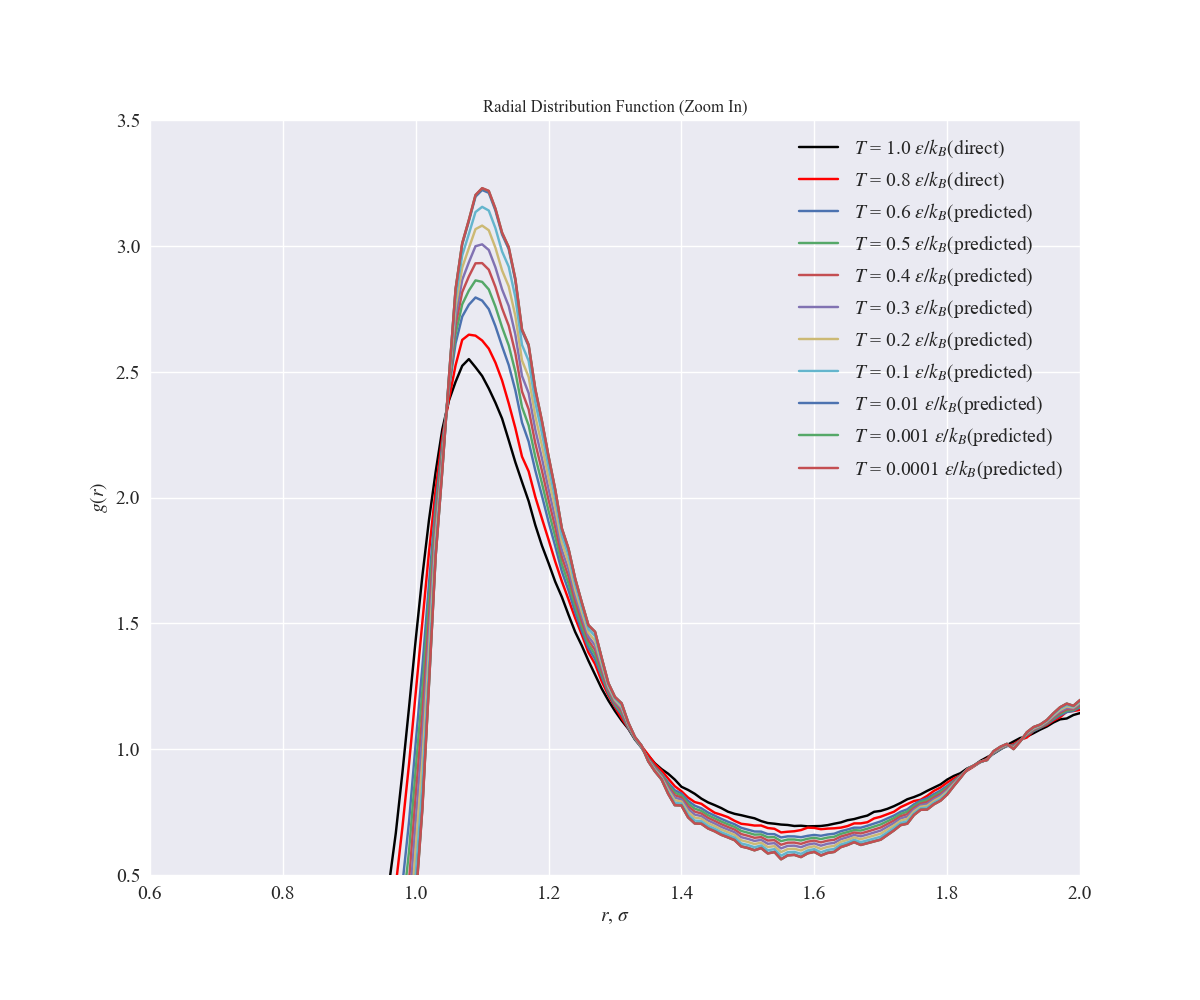 Radial Distribution Function (Zoom In)
3.5
3.0
2.5
2.0
1.5
1.0
0.5
g(r)
T = 1.0 ε/k_B(direct)
T = 0.8 ε/k_B(direct)
T = 0.6 ε/k_B(predicted)
T = 0.5 ε/k_B(predicted)
T = 0.4 ε/k_B(predicted)
T = 0.3 ε/k_B(predicted)
T = 0.2 ε/k_B(predicted)
T = 0.1 ε/k_B(predicted)
T = 0.01 ε/k_B(predicted)
T = 0.001 ε/k_B(predicted)
T = 0.0001 ε/k_B(predicted)
0.6 0.8 1.0 1.2 1.4 1.6 1.8 2.0
r, σ